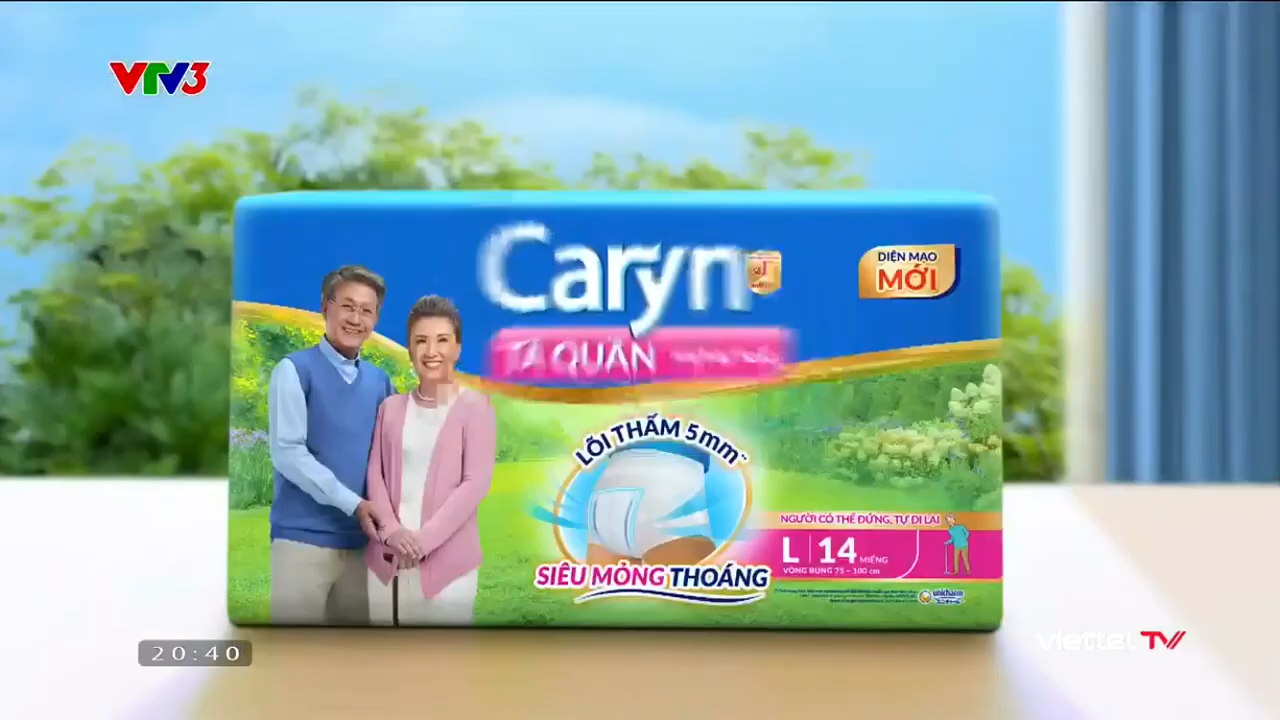 VTV3
Caryn
DIỆN MẠO
MỚI
TÃ QUẦN
LÕI THẤM 5mm
SIÊU MỎNG THOÁNG
NGƯỜI CÓ THỂ ĐỨNG, TỰ ĐI LẠI
L 14 MIẾNG
VÒNG BỤNG 75 - 100 cm
unicharm
20:40
viettel TV